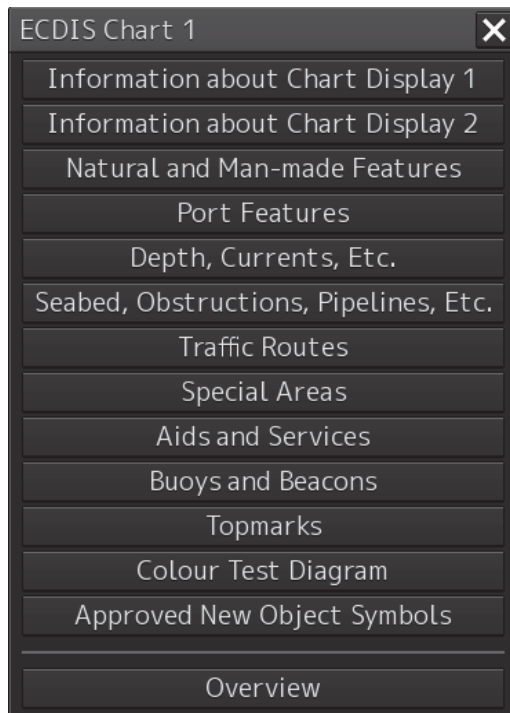 ECDIS Chart 1
Information about Chart Display 1
Information about Chart Display 2
Natural and Man-made Features
Port Features
Depth, Currents, Etc.
Seabed, Obstructions, Pipelines, Etc.
Traffic Routes
Special Areas
Aids and Services
Buoys and Beacons
Topmarks
Colour Test Diagram
Approved New Object Symbols
Overview